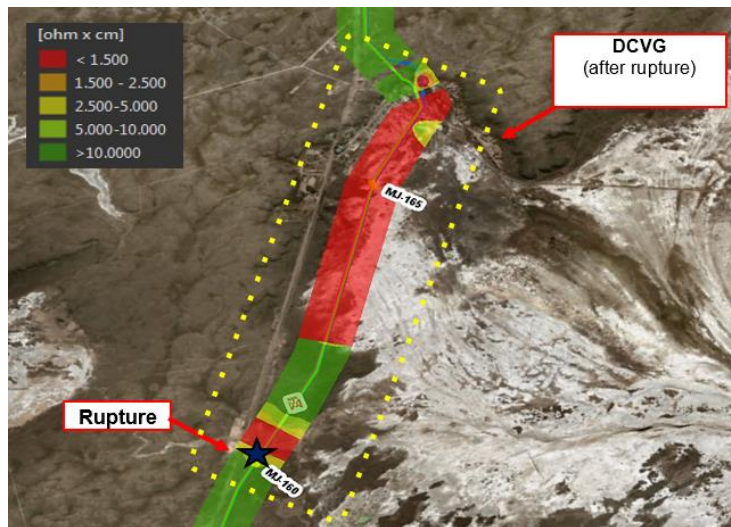 [ohm x cm]
< 1.500
1.500 - 2.500
2.500-5.000
5.000-10.000
>10.0000
DCVG
(after rupture)
MJ-165
Rupture
MJ-160